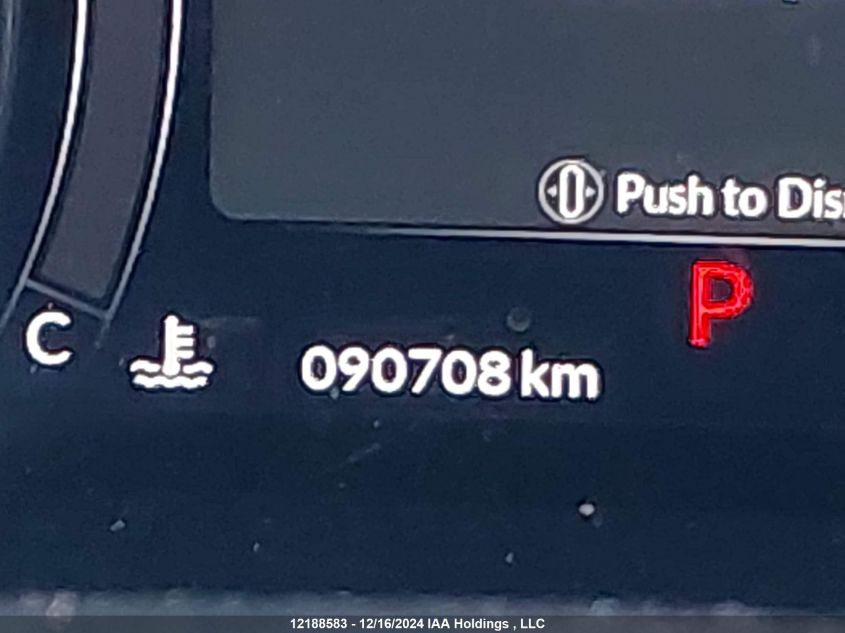 Push to Dis
P
C
090708 km
12188583 - 12/16/2024 IAA Holdings , LLC